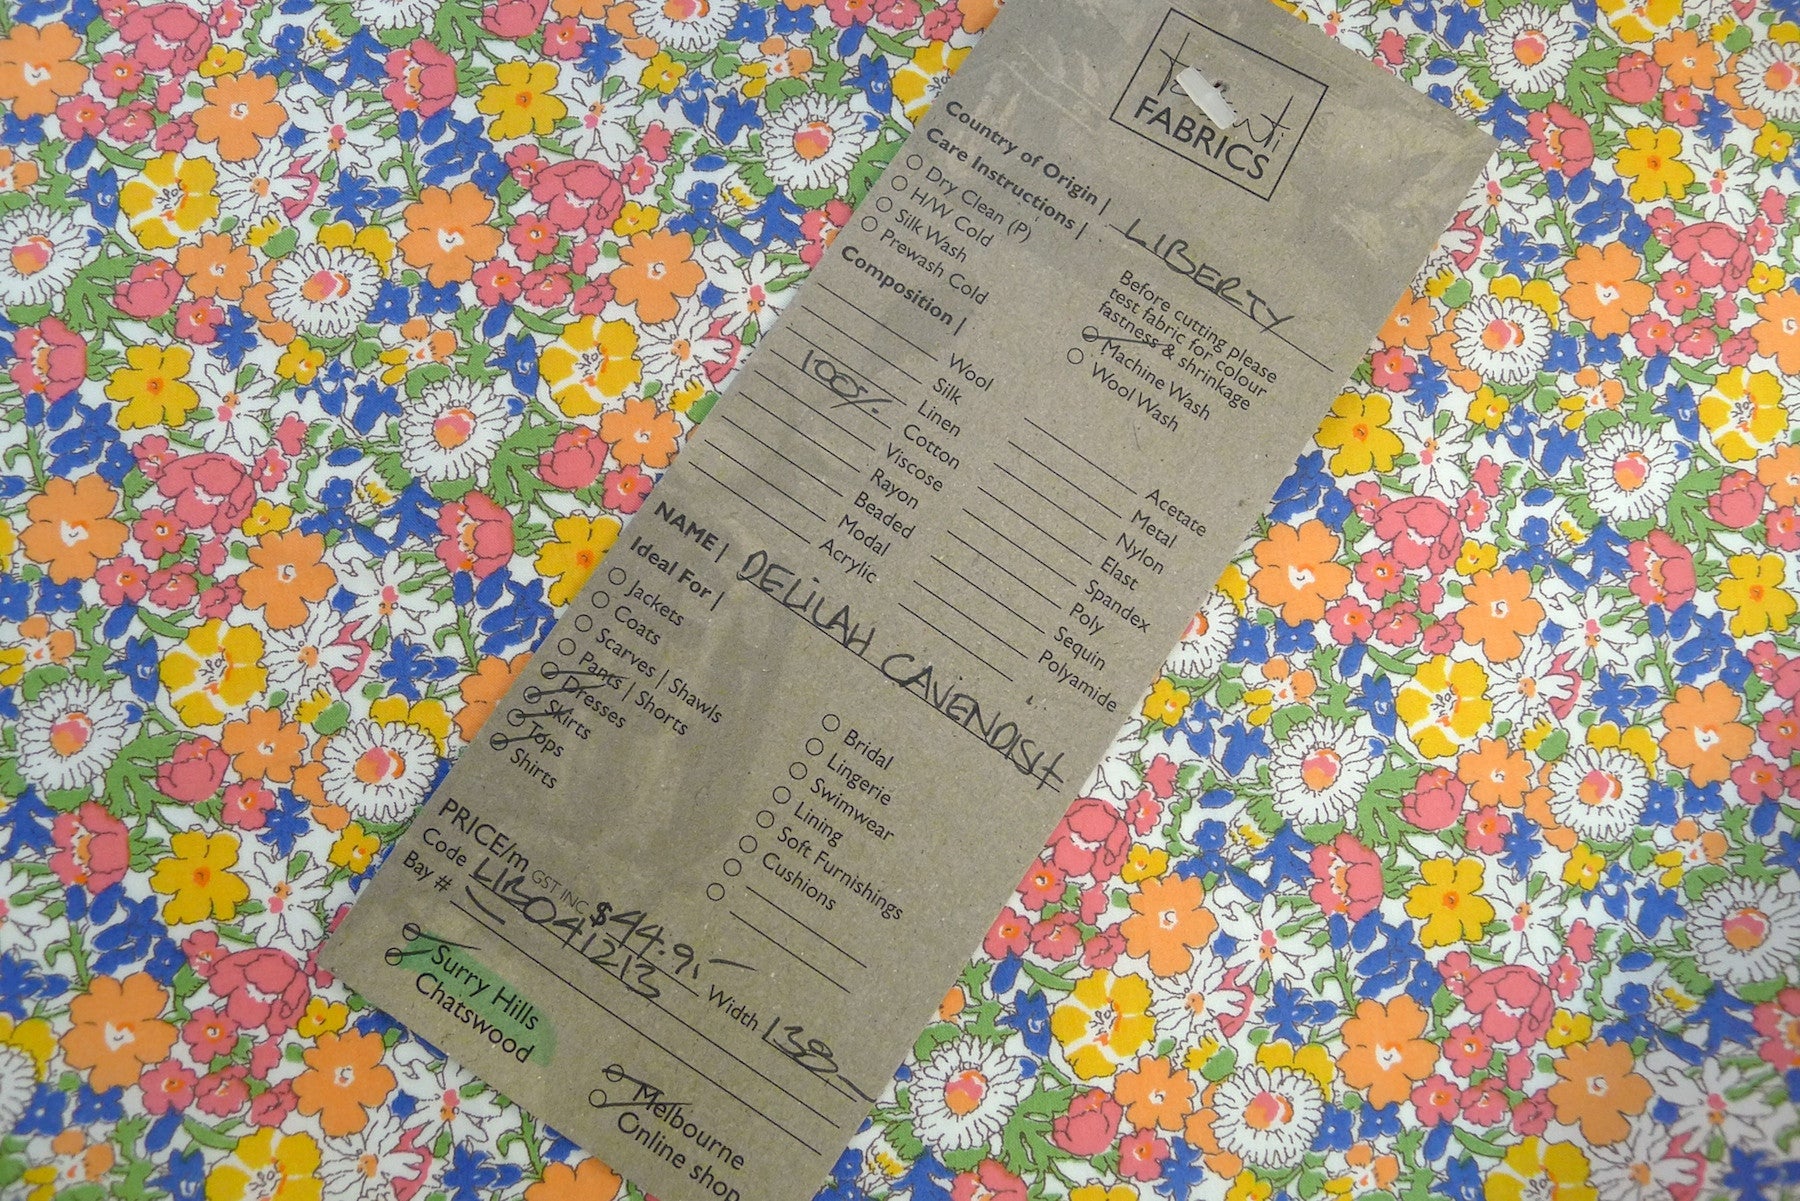 FABRICS
Country of Origin | LIBERTY
Care Instructions |
Dry Clean (P)
H/W Cold
Silk Wash
Prewash Cold
Before cutting please
test fabric for colour
fastness & shrinkage
Machine Wash
Wool Wash
Composition |
Wool
Silk
Linen
100% Cotton
Viscose
Rayon
Beaded
Modal
Acrylic
Acetate
Metal
Nylon
Elast
Spandex
Poly
Sequin
Polyamide
NAME | DELILAH CAVENDISH
Ideal For |
Jackets
Coats
Scarves | Shawls
Pants | Shorts
Dresses
Skirts
Tops
Shirts
Bridal
Lingerie
Swimwear
Lining
Soft Furnishings
Cushions
PRICE/m GST INC $44.9,-
Code LIB041213 Width 138
Bay #
Surry Hills
Chatswood
Melbourne
Online shop